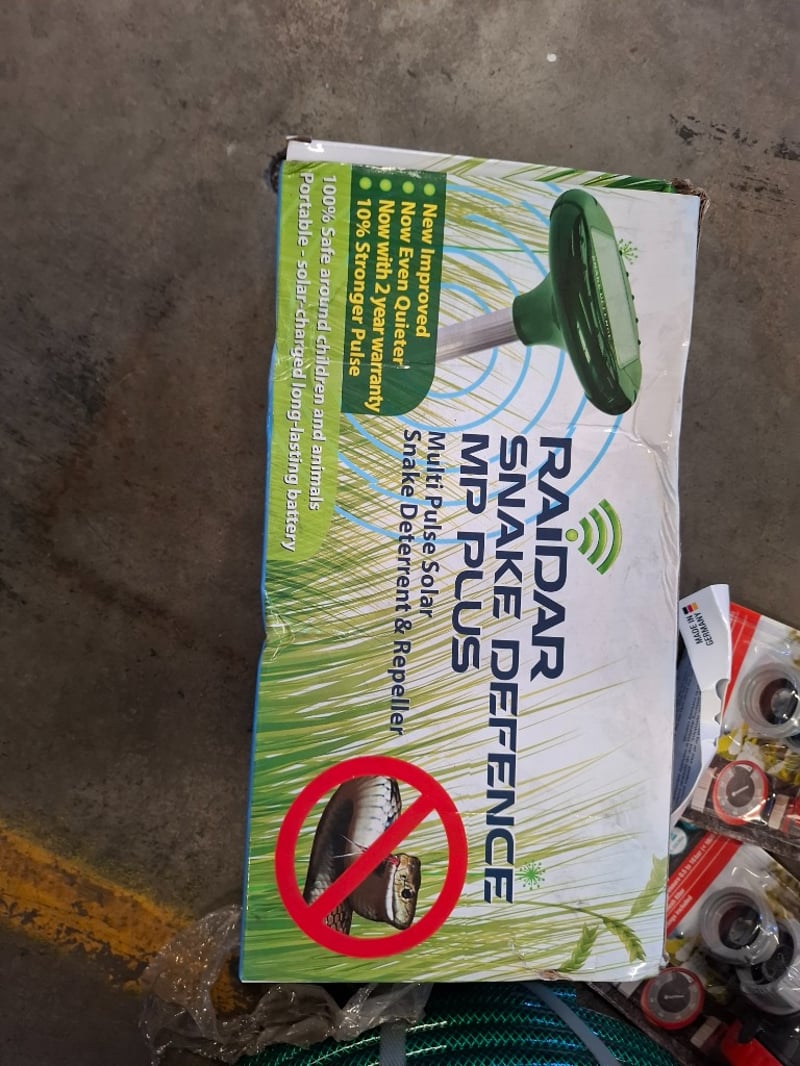 RAIDAR
SNAKE DEFENCE
MP PLUS
Multi Pulse Solar
Snake Deterrent & Repeller
New Improved
Now Even Quieter
Now with 2 year warranty
10% Stronger Pulse
100% Safe around children and animals
Portable - solar-charged long-lasting battery
MADE IN
GERMANY